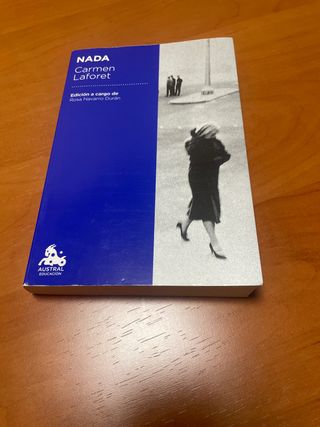 NADA
Carmen
Laforet
Edición a cargo de
Rosa Navarro Durán
AUSTRAL
EDUCACIÓN